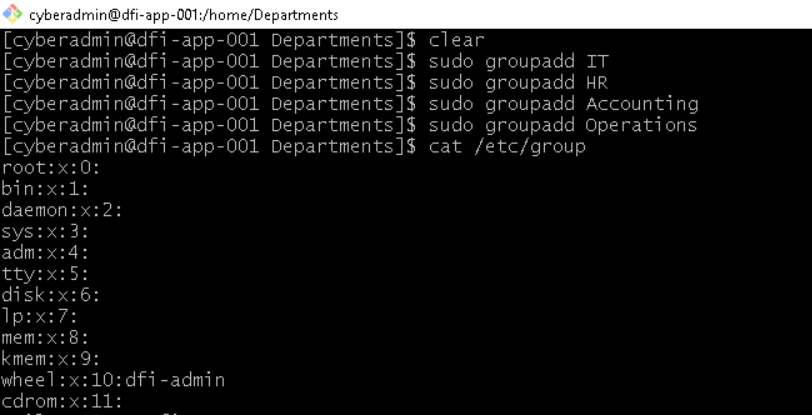 cyberadmin@dfi-app-001:/home/Departments
[cyberadmin@dfi-app-001 Departments]$ clear
[cyberadmin@dfi-app-001 Departments]$ sudo groupadd IT
[cyberadmin@dfi-app-001 Departments]$ sudo groupadd HR
[cyberadmin@dfi-app-001 Departments]$ sudo groupadd Accounting
[cyberadmin@dfi-app-001 Departments]$ sudo groupadd Operations
[cyberadmin@dfi-app-001 Departments]$ cat /etc/group
root:x:0:
bin:x:1:
daemon:x:2:
sys:x:3:
adm:x:4:
tty:x:5:
disk:x:6:
lp:x:7:
mem:x:8:
kmem:x:9:
wheel:x:10:dfi-admin
cdrom:x:11: